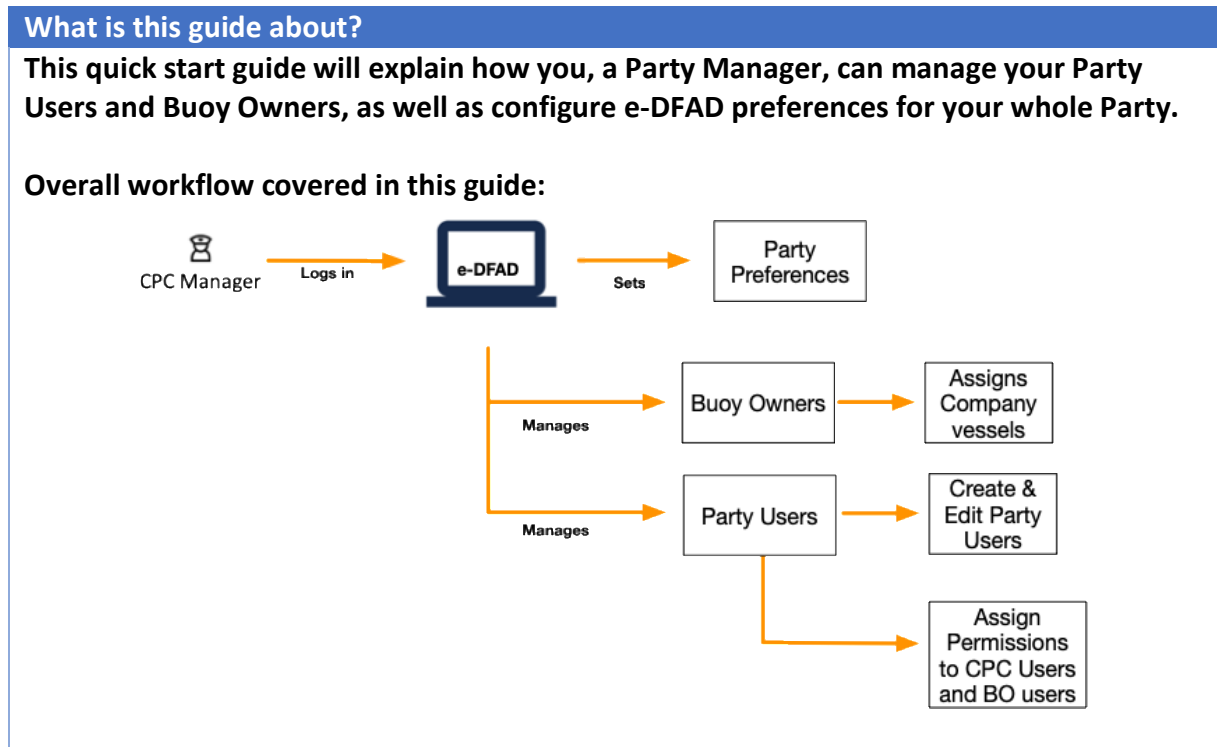 What is this guide about?
This quick start guide will explain how you, a Party Manager, can manage your Party
Users and Buoy Owners, as well as configure e-DFAD preferences for your whole Party.
Overall workflow covered in this guide:
CPC Manager
Logs in
e-DFAD
Sets
Party
Preferences
Manages
Buoy Owners
Assigns
Company
vessels
Manages
Party Users
Create &
Edit Party
Users
Assign
Permissions
to CPC Users
and BO users